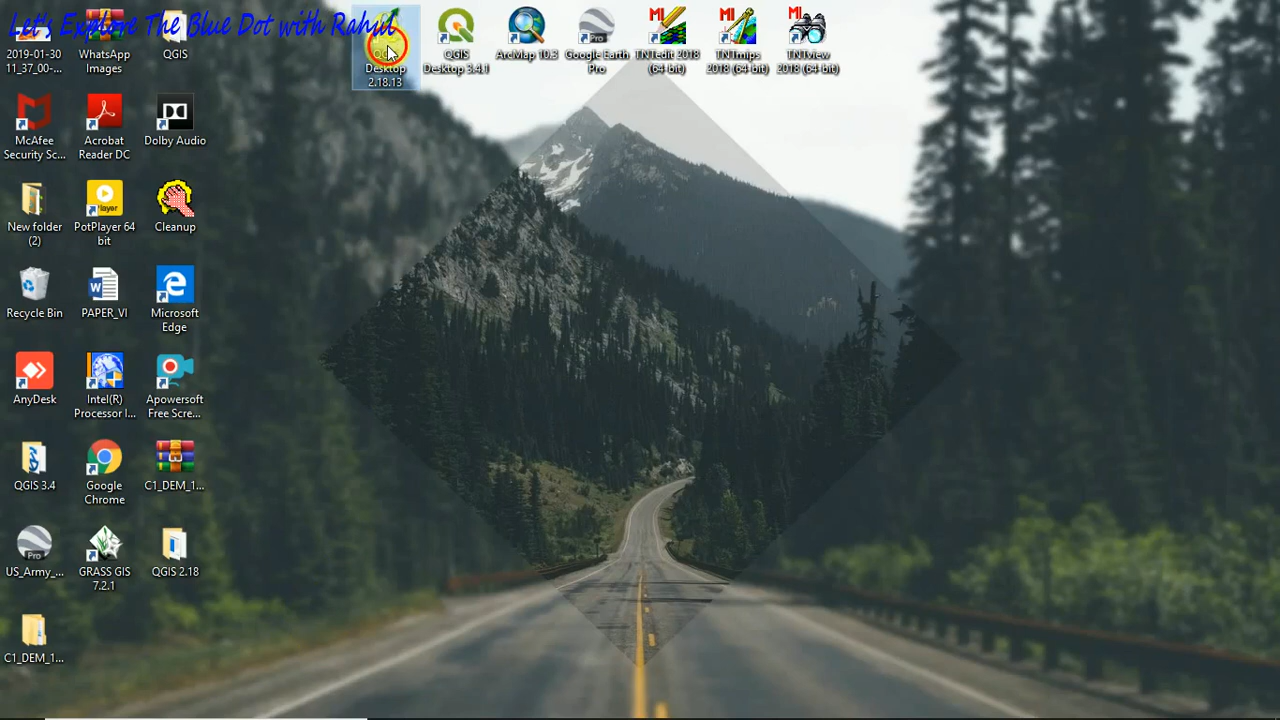 Let's Explore The Blue Dot with Rahul
2019-01-30
11_37_00-...
WhatsApp
Images
QGIS
Desktop
2.18.13
QGIS
Desktop 3.4.1
ArcMap 10.3
Google Earth
Pro
TNTedit 2018
(64-bit)
TNTmips
2018 (64-bit)
TNTview
2018 (64-bit)
McAfee
Security Sc...
Acrobat
Reader DC
Dolby Audio
New folder
(2)
PotPlayer 64
bit
Cleanup
Recycle Bin
PAPER_VI
Microsoft
Edge
AnyDesk
Intel(R)
Processor I...
Apowersoft
Free Scre...
QGIS 3.4
Google
Chrome
C1_DEM_1...
US_Army_...
GRASS GIS
7.2.1
QGIS 2.18
C1_DEM_1...